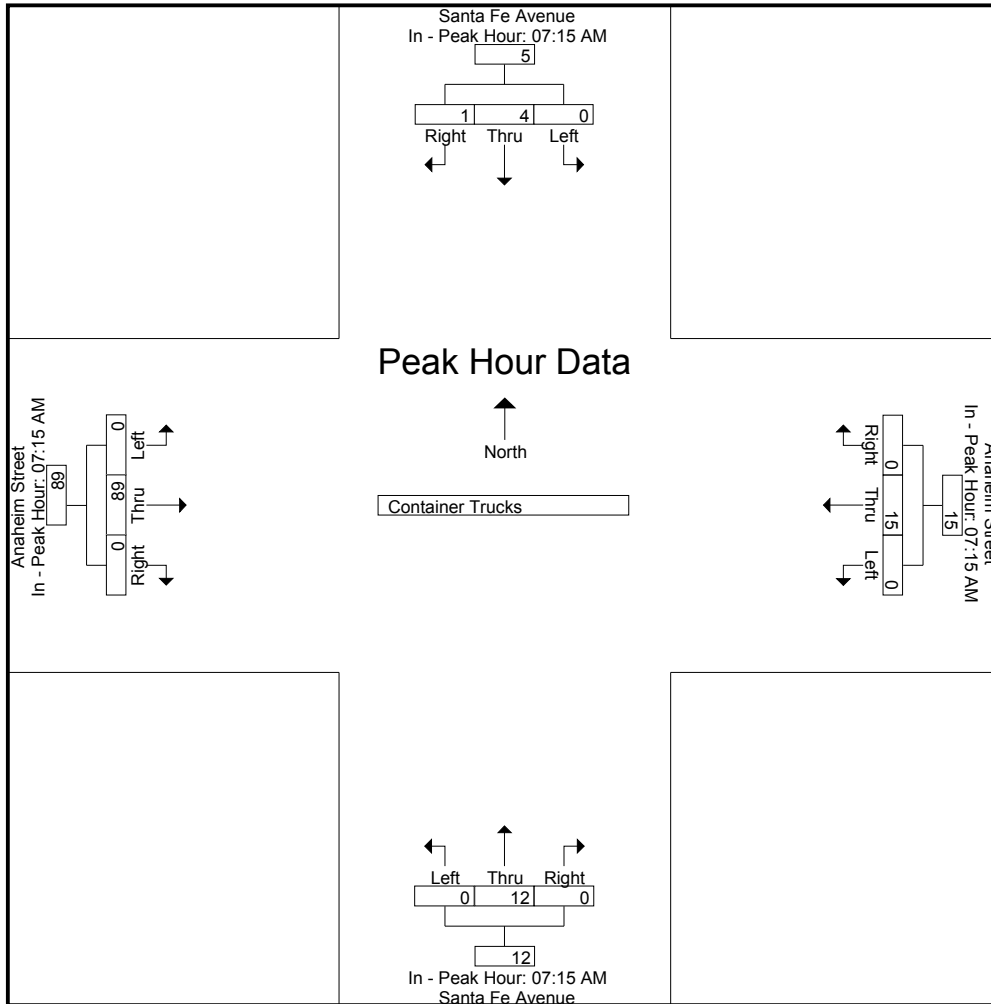 Santa Fe Avenue
In - Peak Hour: 07:15 AM
5
1 4 0
Right Thru Left
Peak Hour Data
North
Container Trucks
Anaheim Street
In - Peak Hour: 07:15 AM
89
0 89 0
Left Thru Right
Anaheim Street
In - Peak Hour: 07:15 AM
15
0 15 0
Right Thru Left
Left Thru Right
0 12 0
12
In - Peak Hour: 07:15 AM
Santa Fe Avenue